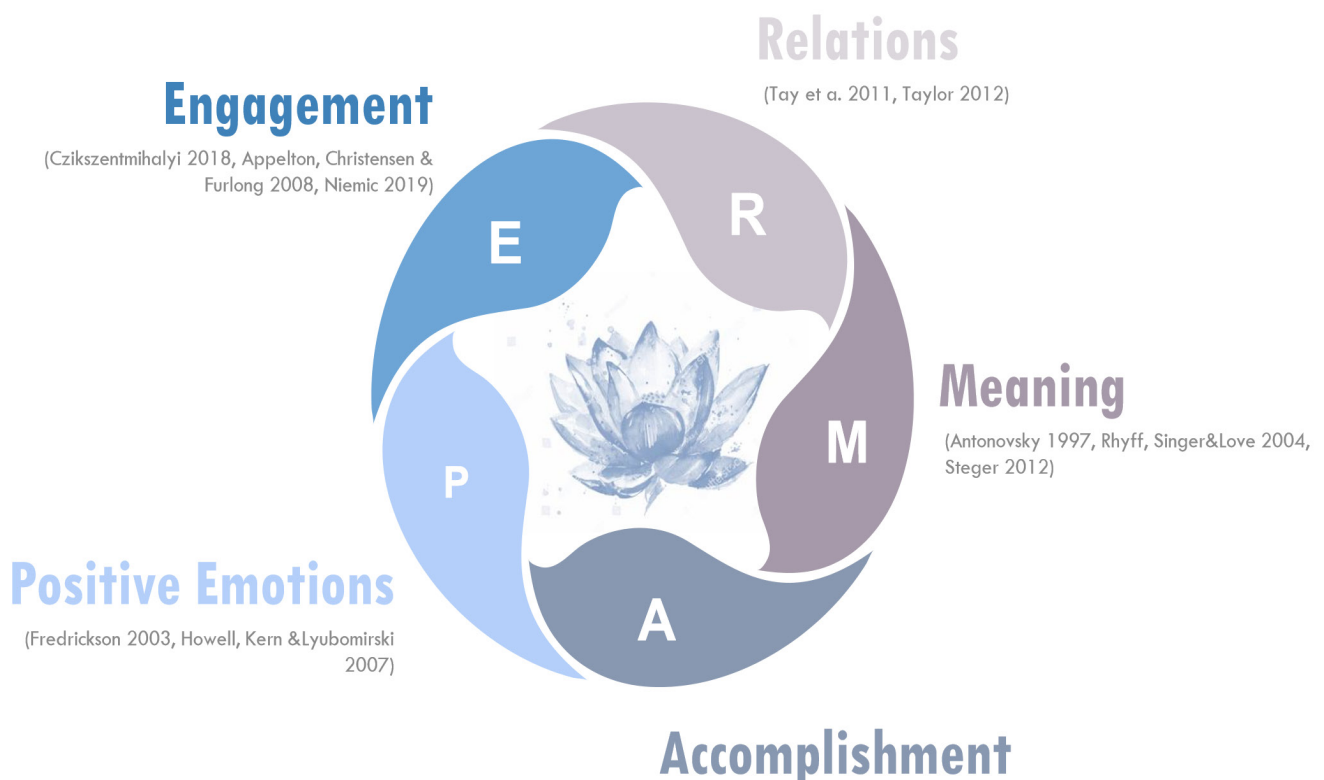 Relations
(Tay et a. 2011, Taylor 2012)
Engagement
(Czikszentmihalyi 2018, Appelton, Christensen &
Furlong 2008, Niemic 2019)
R
E
Meaning
(Antonovsky 1997, Rhyff, Singer&Love 2004,
Steger 2012)
M
P
Positive Emotions
(Fredrickson 2003, Howell, Kern &Lyubomirski
2007)
A
Accomplishment